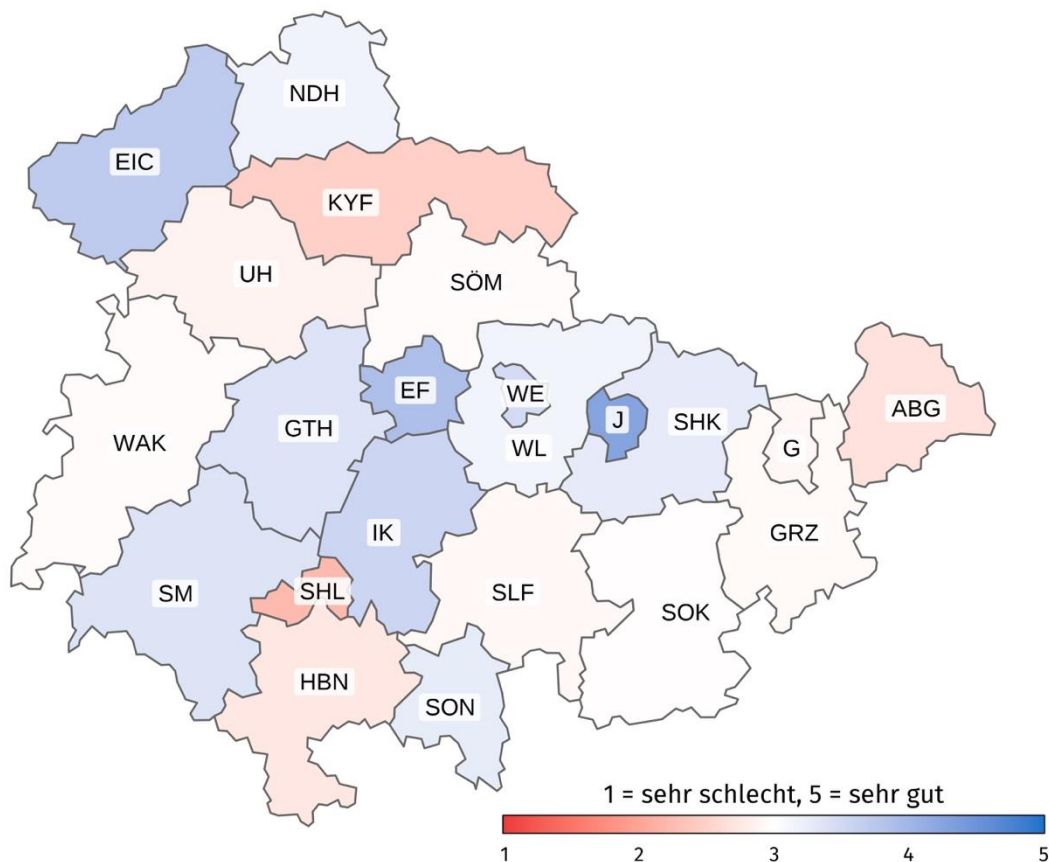 NDH
EIC
KYF
UH
SÖM
EF
WE
J
SHK
ABG
GTH
WAK
WL
G
IK
GRZ
SM
SHL
SLF
SOK
HBN
SON
1 = sehr schlecht, 5 = sehr gut
1 2 3 4 5